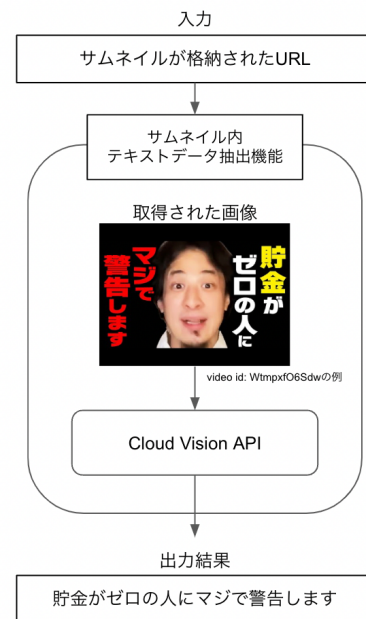 入力
サムネイルが格納されたURL
サムネイル内
テキストデータ抽出機能
取得された画像
貯金が
ゼロの人に
マジで
警告します
video id: WtmpxfO6Sdwの例
Cloud Vision API
出力結果
貯金がゼロの人にマジで警告します